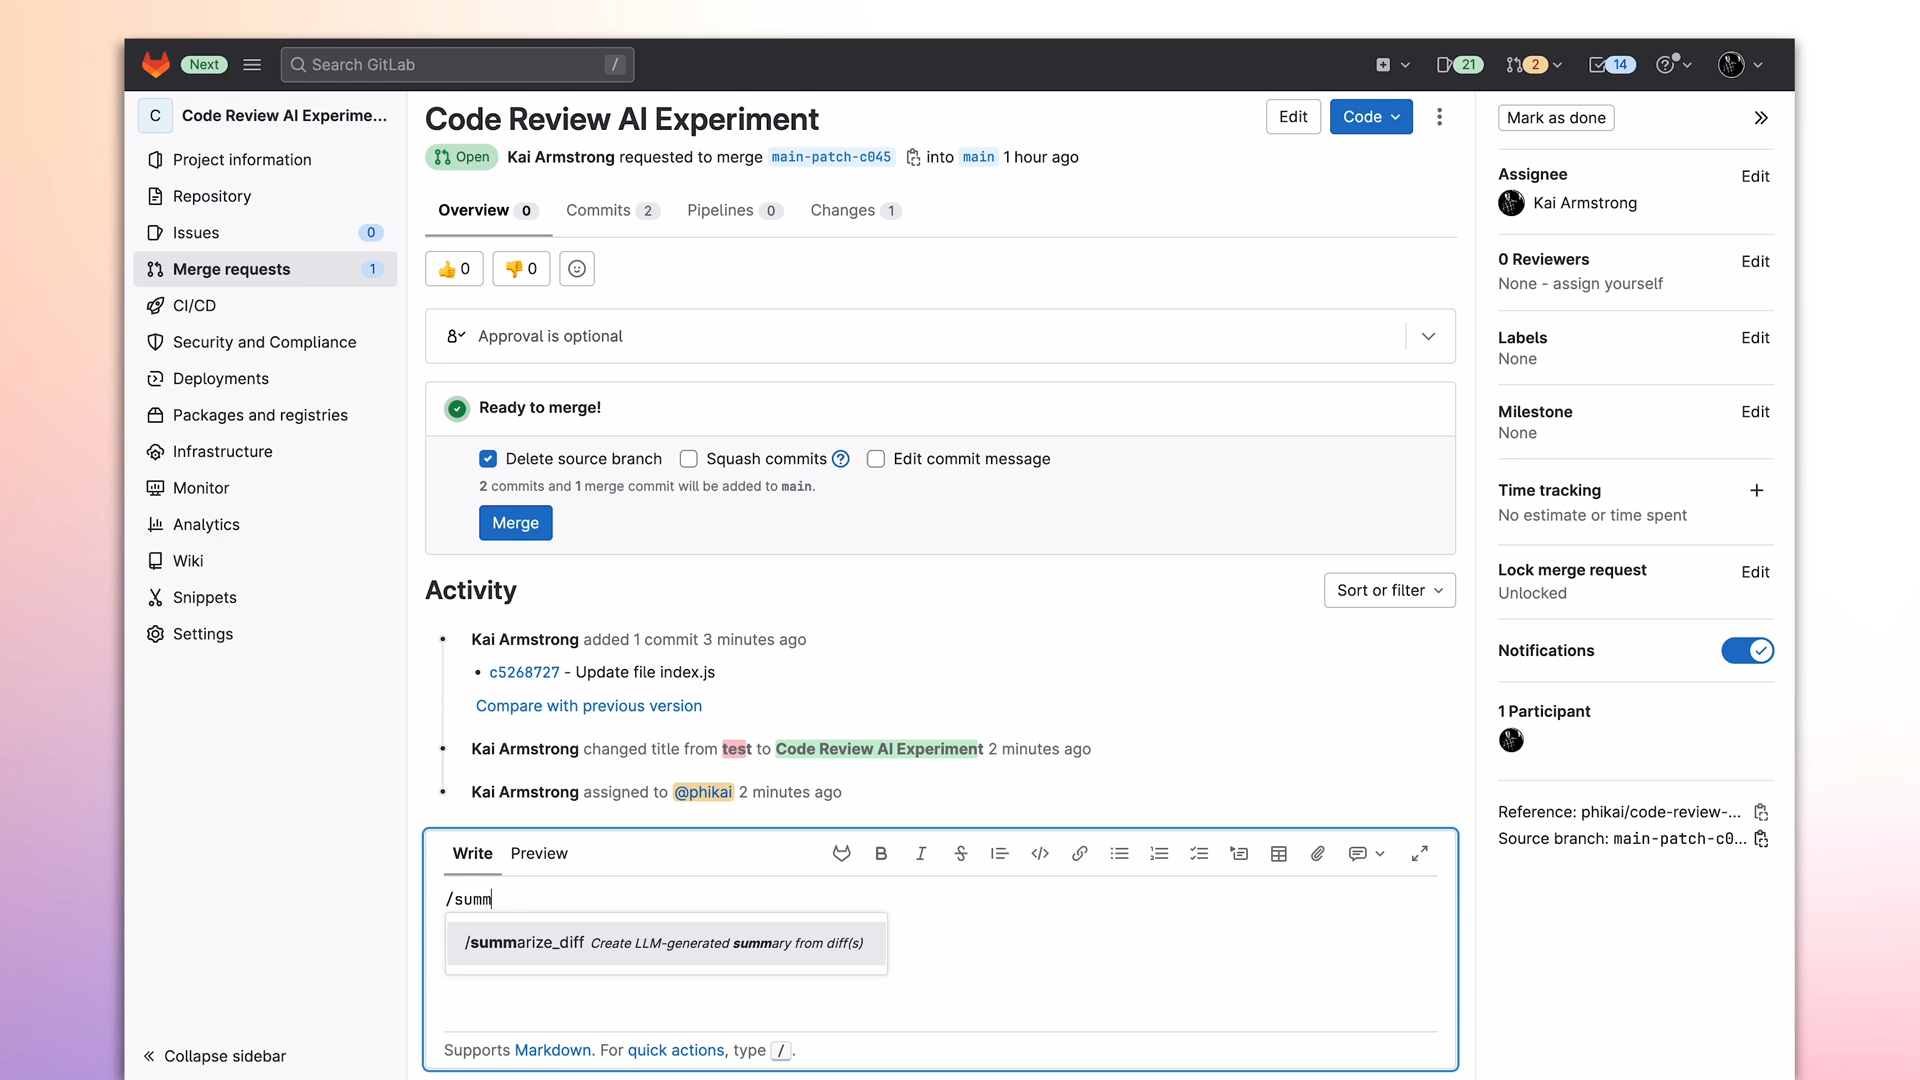 Next
Search GitLab
/
21
2
14
C
Code Review AI Experime...
Project information
Repository
Issues 0
Merge requests 1
CI/CD
Security and Compliance
Deployments
Packages and registries
Infrastructure
Monitor
Analytics
Wiki
Snippets
Settings
Collapse sidebar
Code Review AI Experiment
Edit
Code
Open Kai Armstrong requested to merge main-patch-c045 into main 1 hour ago
Overview 0 Commits 2 Pipelines 0 Changes 1
👍 0 👎 0
Approval is optional
Ready to merge!
Delete source branch Squash commits Edit commit message
2 commits and 1 merge commit will be added to main.
Merge
Activity
Sort or filter
Kai Armstrong added 1 commit 3 minutes ago
c5268727 - Update file index.js
Compare with previous version
Kai Armstrong changed title from test to Code Review AI Experiment 2 minutes ago
Kai Armstrong assigned to @phikai 2 minutes ago
Write Preview
/summ
/summarize_diff Create LLM-generated summary from diff(s)
Supports Markdown. For quick actions, type /.
Mark as done
Assignee Edit
Kai Armstrong
0 Reviewers Edit
None - assign yourself
Labels Edit
None
Milestone Edit
None
Time tracking
No estimate or time spent
Lock merge request Edit
Unlocked
Notifications
1 Participant
Reference: phikai/code-review-...
Source branch: main-patch-c0...